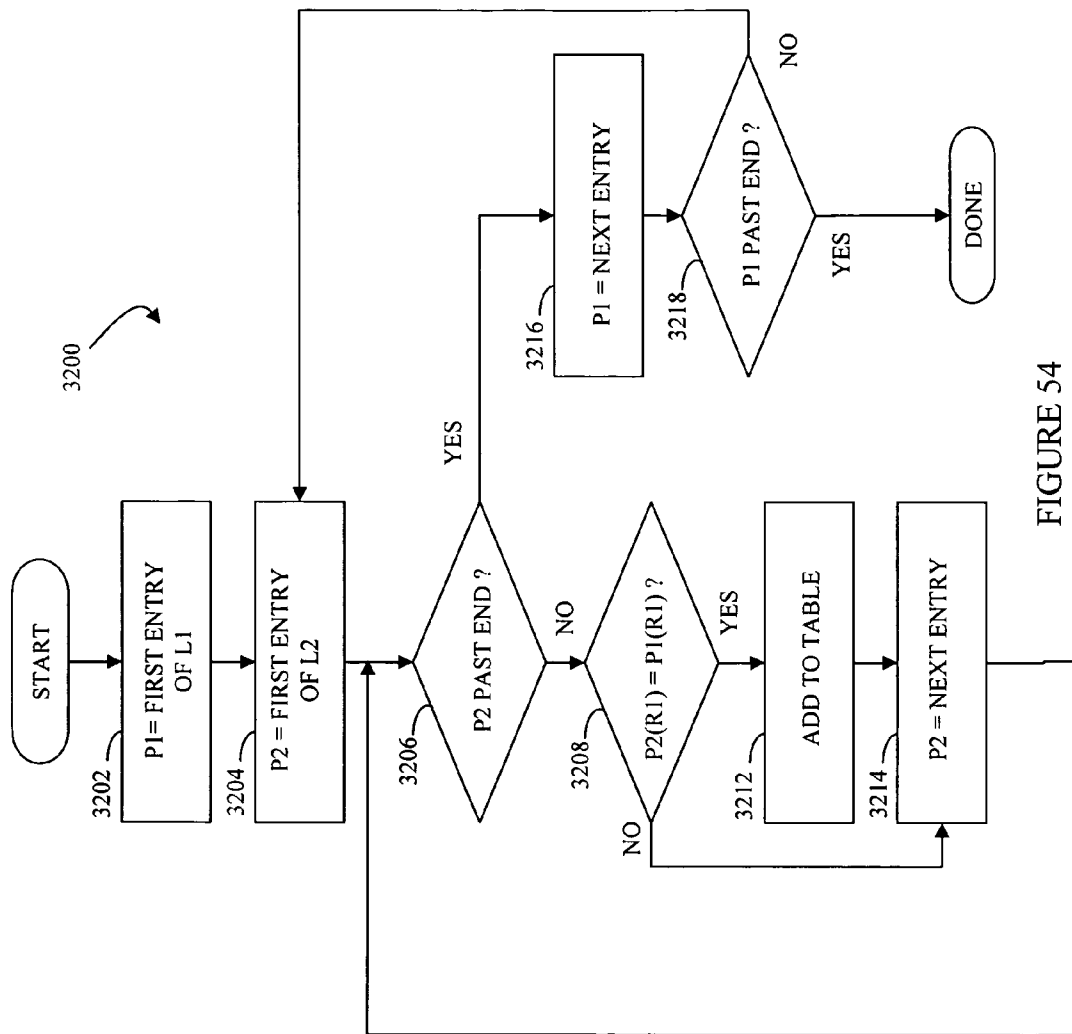 3200
START
3202
P1= FIRST ENTRY
OF L1
3204
P2 = FIRST ENTRY
OF L2
3206
P2 PAST END ?
YES
NO
3208
P2(R1) = P1(R1) ?
NO
YES
3212
ADD TO TABLE
3214
P2 = NEXT ENTRY
3216
P1 = NEXT ENTRY
3218
P1 PAST END ?
NO
YES
DONE
FIGURE 54